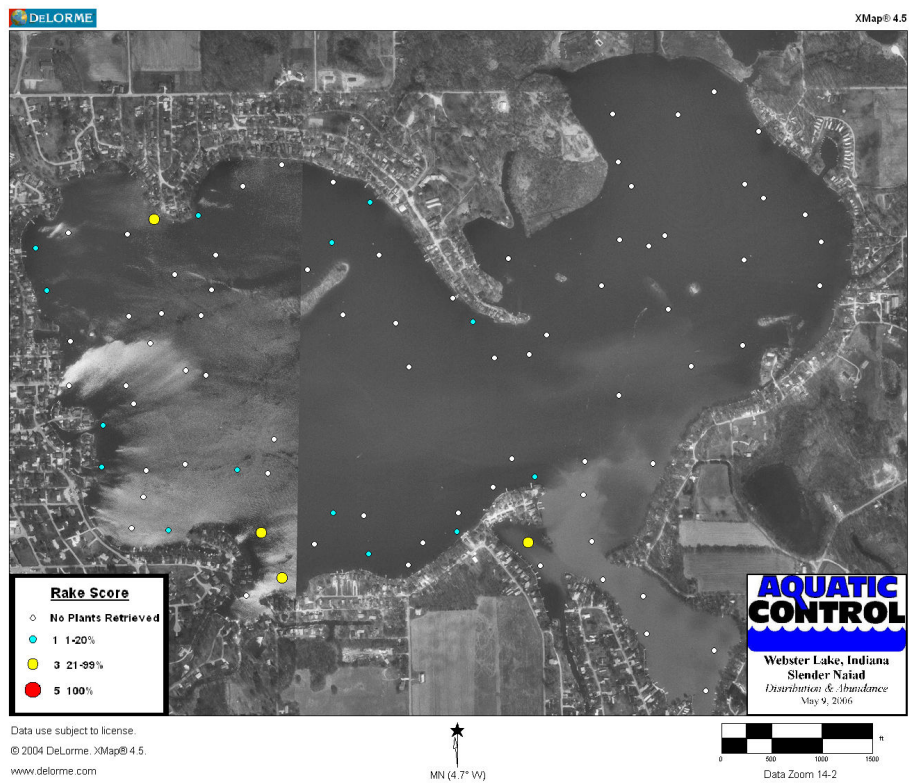 DELORME
XMap® 4.5
Rake Score
No Plants Retrieved
1 1-20%
3 21-99%
5 100%
AQUATIC
CONTROL
Webster Lake, Indiana
Slender Naiad
Distribution & Abundance
May 9, 2006
Data use subject to license.
© 2004 DeLorme. XMap® 4.5.
www.delorme.com
MN (4.7° W)
ft
0 500 1000 1500
Data Zoom 14-2